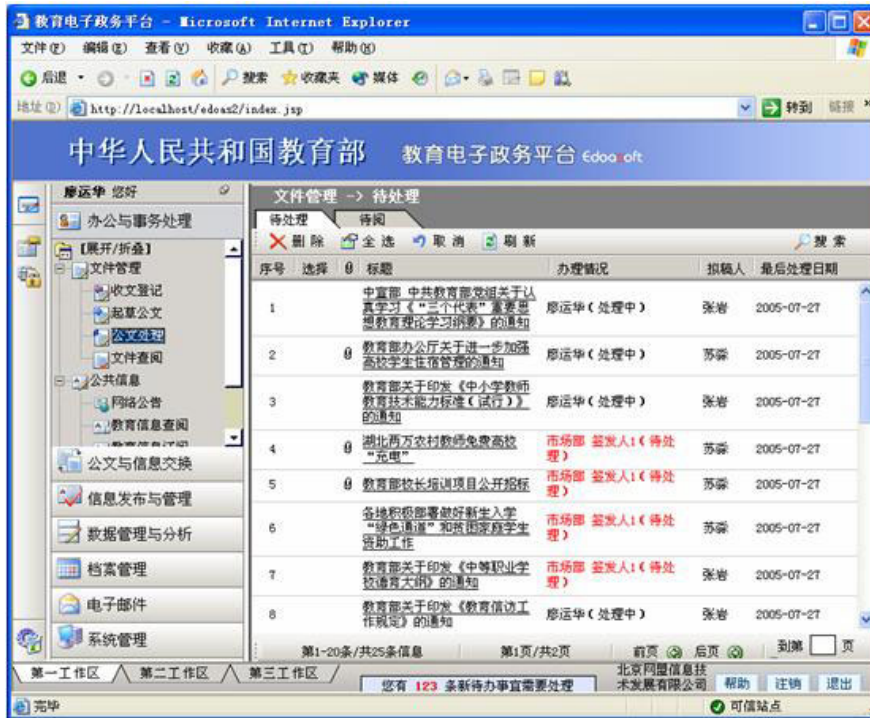 教育电子政务平台 - Microsoft Internet Explorer
文件(F) 编辑(E) 查看(V) 收藏(A) 工具(T) 帮助(H)
后退 搜索 收藏夹 媒体
地址(D) http://localhost/edoas2/index.jsp 转到 链接 »
中华人民共和国教育部 教育电子政务平台 Edoasoft
廖运华 您好
办公与事务处理
【展开/折叠】
文件管理
收文登记
起草公文
公文处理
文件查阅
公共信息
网络公告
教育信息查阅
公文与信息交换
信息发布与管理
数据管理与分析
档案管理
电子邮件
系统管理
文件管理 -> 待处理
待处理 待阅
删除 全选 取消 刷新 搜索
序号 选择 标题 办理情况 拟稿人 最后处理日期
1 中宣部 中共教育部党组关于认
真学习《“三个代表”重要思
想教育理论学习纲要》的通知 廖运华(处理中) 张岩 2005-07-27
2 教育部办公厅关于进一步加强
高校学生住宿管理的通知 廖运华(处理中) 苏淼 2005-07-27
3 教育部关于印发《中小学教师
教育技术能力标准(试行)》
的通知 廖运华(处理中) 张岩 2005-07-27
4 湖北两万农村教师免费高校
“充电” 市场部 签发人1(待处
理) 苏淼 2005-07-27
5 教育部校长培训项目公开招标 市场部 签发人1(待处
理) 苏淼 2005-07-27
6 各地积极部署做好新生入学
“绿色通道”和贫困家庭学生
资助工作 市场部 签发人1(待处
理) 苏淼 2005-07-27
7 教育部关于印发《中等职业学
校德育大纲》的通知 市场部 签发人1(待处
理) 张岩 2005-07-27
8 教育部关于印发《教育信访工
作规定》的通知 廖运华(处理中) 张岩 2005-07-27
第1-20条/共25条信息 第1页/共2页 前页 后页 到第 页
第一工作区 第二工作区 第三工作区
您有 123 条新待办事宜需要处理
北京网盟信息技
术发展有限公司 帮助 注销 退出
完毕 可信站点